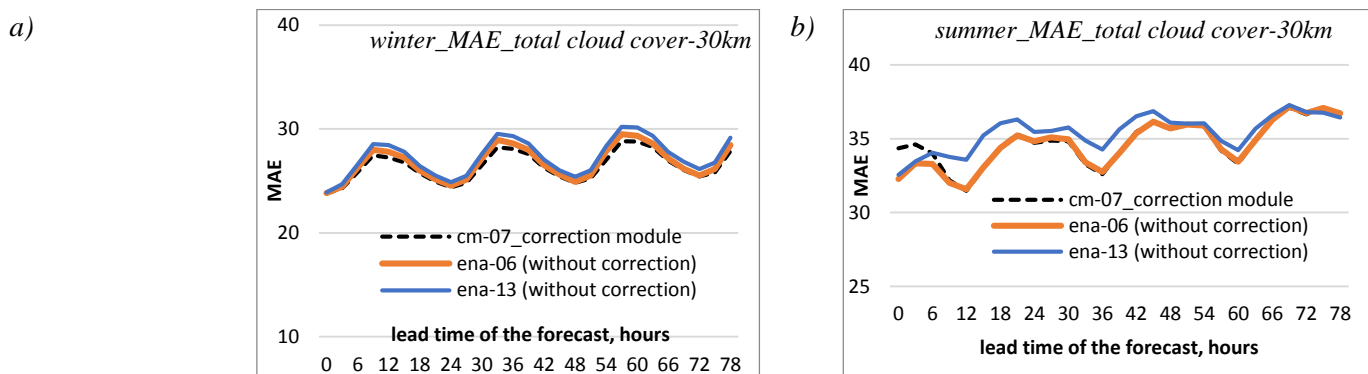 a)
winter_MAE_total cloud cover-30km
40
30
20
10
MAE
cm-07_correction module
ena-06 (without correction)
ena-13 (without correction)
lead time of the forecast, hours
0 6 12 18 24 30 36 42 48 54 60 66 72 78
b)
summer_MAE_total cloud cover-30km
40
35
30
25
MAE
cm-07_correction module
ena-06 (without correction)
ena-13 (without correction)
0 6 12 18 24 30 36 42 48 54 60 66 72 78
lead time of the forecast, hours